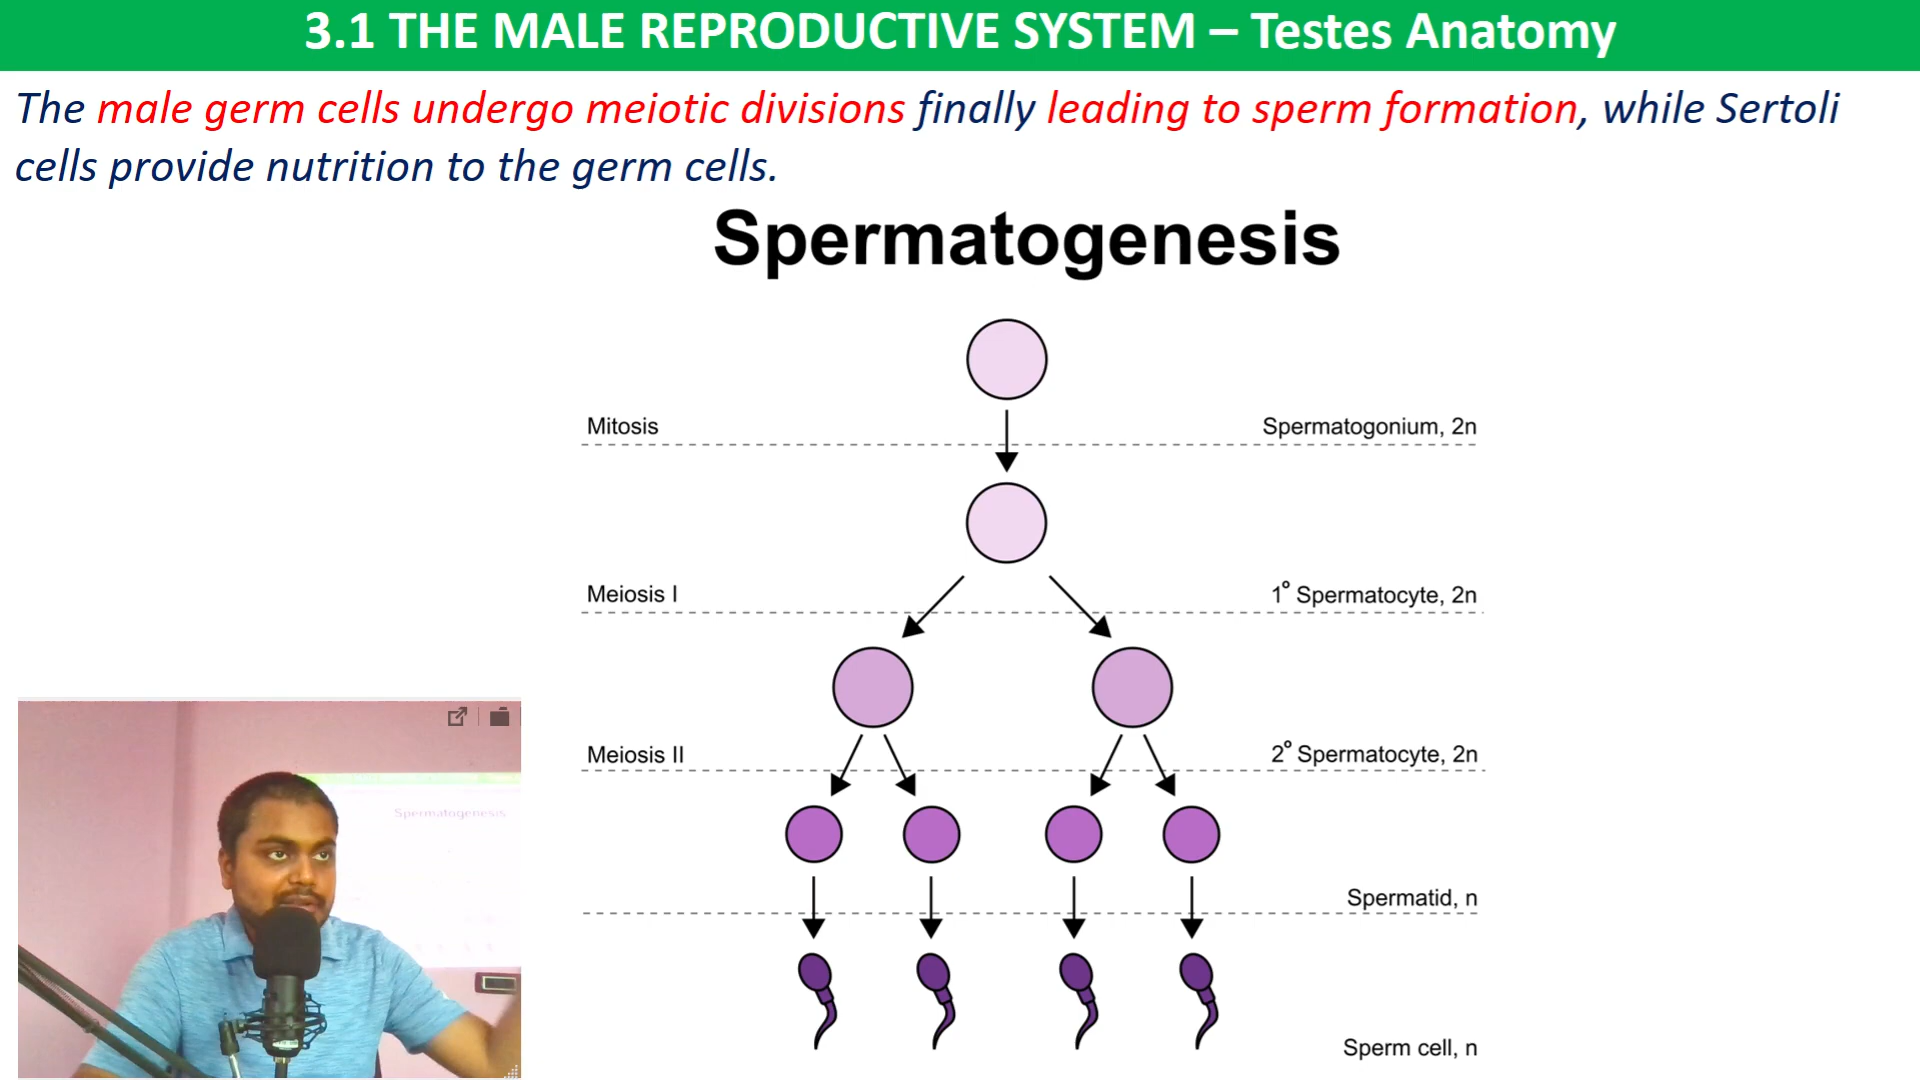 3.1 THE MALE REPRODUCTIVE SYSTEM – Testes Anatomy
The male germ cells undergo meiotic divisions finally leading to sperm formation, while Sertoli
cells provide nutrition to the germ cells.
Spermatogenesis
Mitosis
Spermatogonium, 2n
Meiosis I
1° Spermatocyte, 2n
Meiosis II
2° Spermatocyte, 2n
Spermatid, n
Sperm cell, n
Spermatogenesis